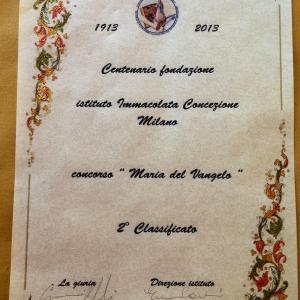 1913 2013
Centenario fondazione
istituto Immacolata Concezione
Milano
concorso " Maria del Vangelo "
2° Classificato
La giuria Direzione istituto